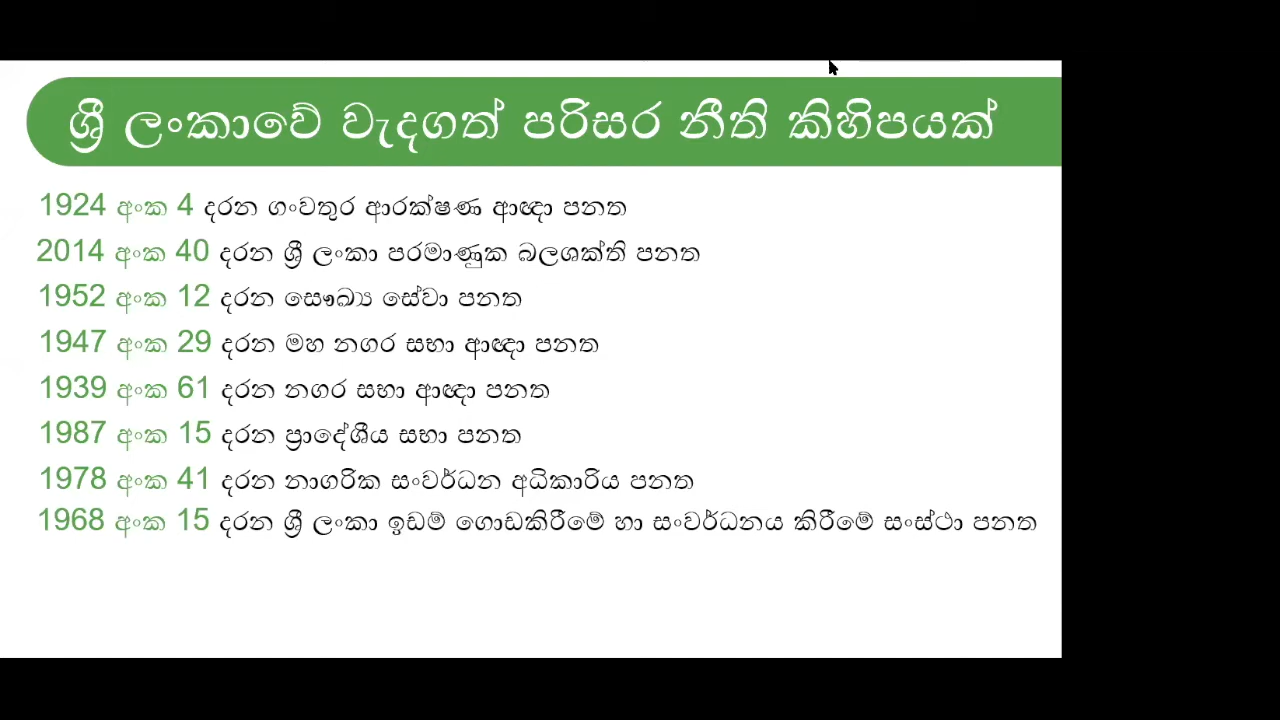 ශ්‍රී ලංකාවේ වැදගත් පරිසර නීති කිහිපයක්
1924 අංක 4 දරන ගංවතුර ආරක්ෂණ ආඥා පනත
2014 අංක 40 දරන ශ්‍රී ලංකා පරමාණුක බලශක්ති පනත
1952 අංක 12 දරන සෞඛ්‍ය සේවා පනත
1947 අංක 29 දරන මහ නගර සභා ආඥා පනත
1939 අංක 61 දරන නගර සභා ආඥා පනත
1987 අංක 15 දරන ප්‍රාදේශීය සභා පනත
1978 අංක 41 දරන නාගරික සංවර්ධන අධිකාරිය පනත
1968 අංක 15 දරන ශ්‍රී ලංකා ඉඩම් ගොඩකිරීමේ හා සංවර්ධනය කිරීමේ සංස්ථා පනත